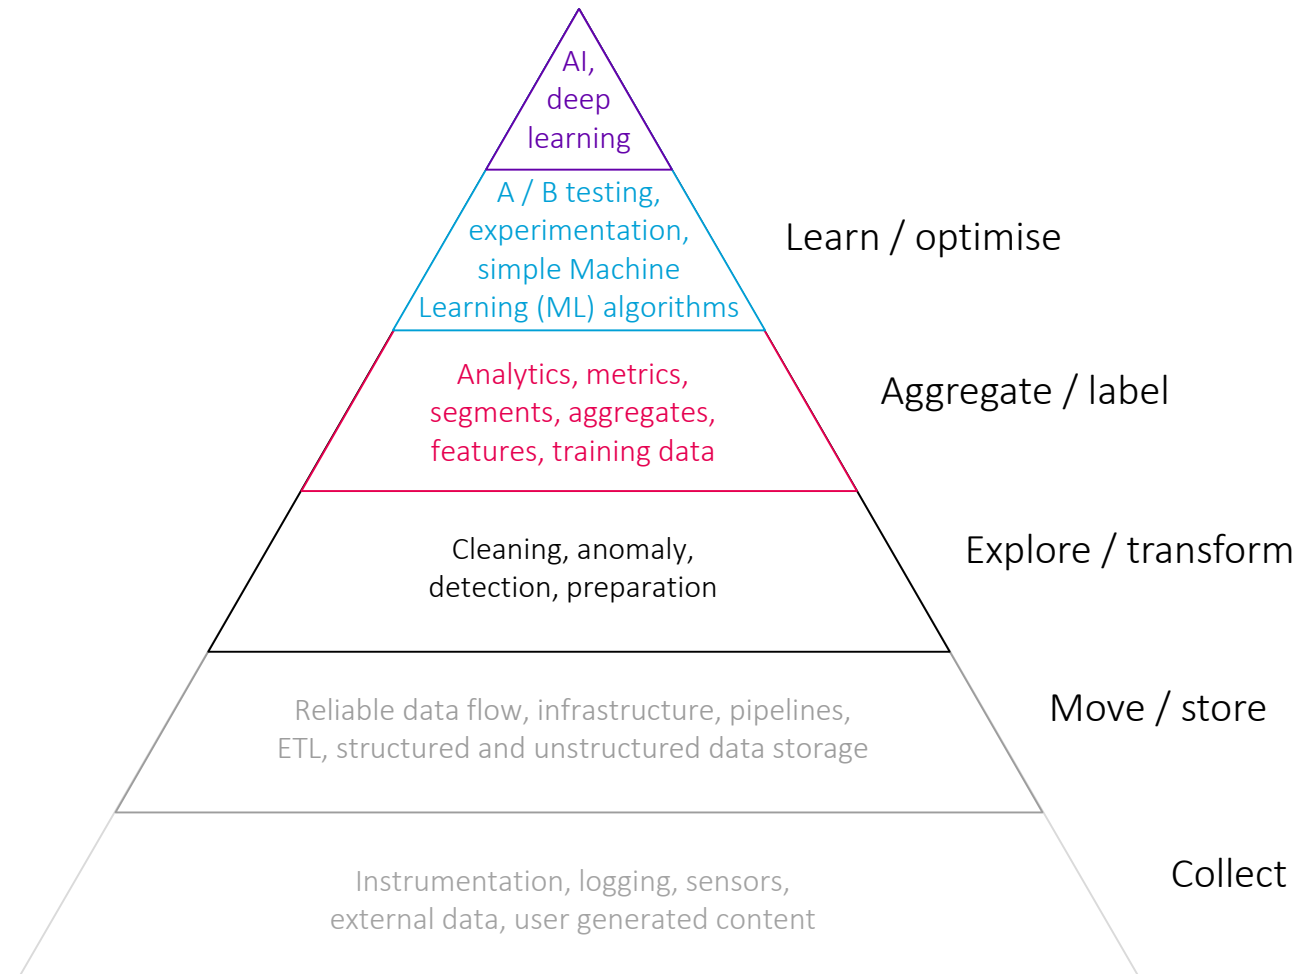 AI,
deep
learning
A / B testing,
experimentation,
simple Machine
Learning (ML) algorithms
Learn / optimise
Analytics, metrics,
segments, aggregates,
features, training data
Aggregate / label
Cleaning, anomaly,
detection, preparation
Explore / transform
Reliable data flow, infrastructure, pipelines,
ETL, structured and unstructured data storage
Move / store
Instrumentation, logging, sensors,
external data, user generated content
Collect